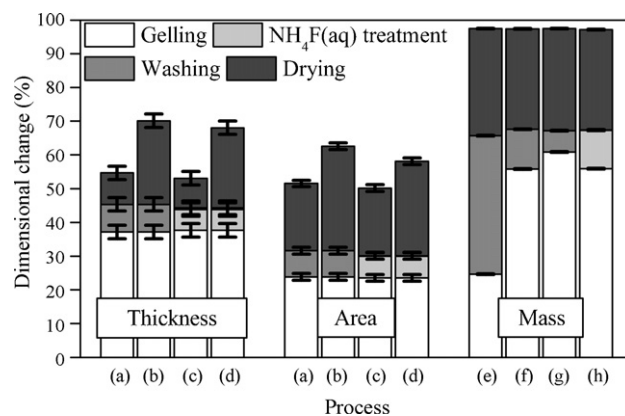 Dimensional change (%)
100
90
80
70
60
50
40
30
20
10
0
Gelling
NH₄F(aq) treatment
Washing
Drying
Thickness
Area
Mass
(a) (b) (c) (d) (a) (b) (c) (d) (e) (f) (g) (h)
Process